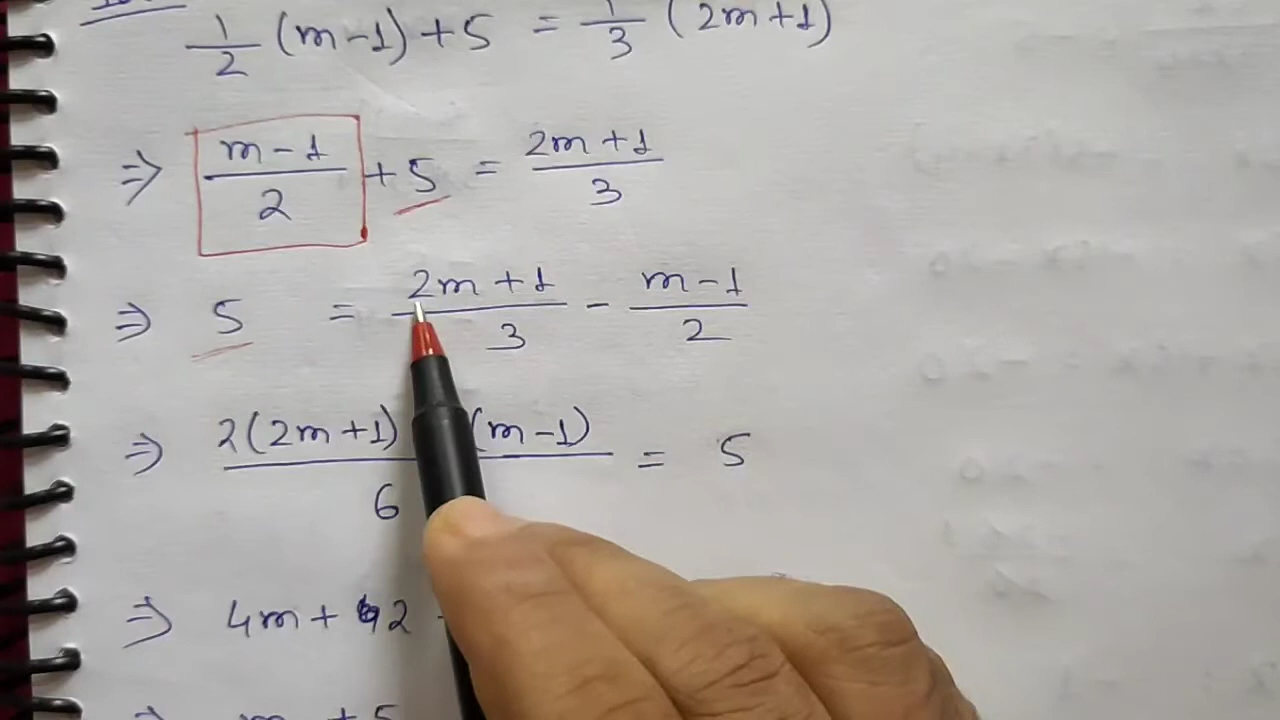 1/2 (m-1) + 5 = 1/3 (2m+1)
⇒ (m-1)/2 + 5 = (2m+1)/3
⇒ 5 = (2m+1)/3 - (m-1)/2
⇒ 2(2m+1) (m-1) / 6 = 5
⇒ 4m + 2
⇒ m + 5